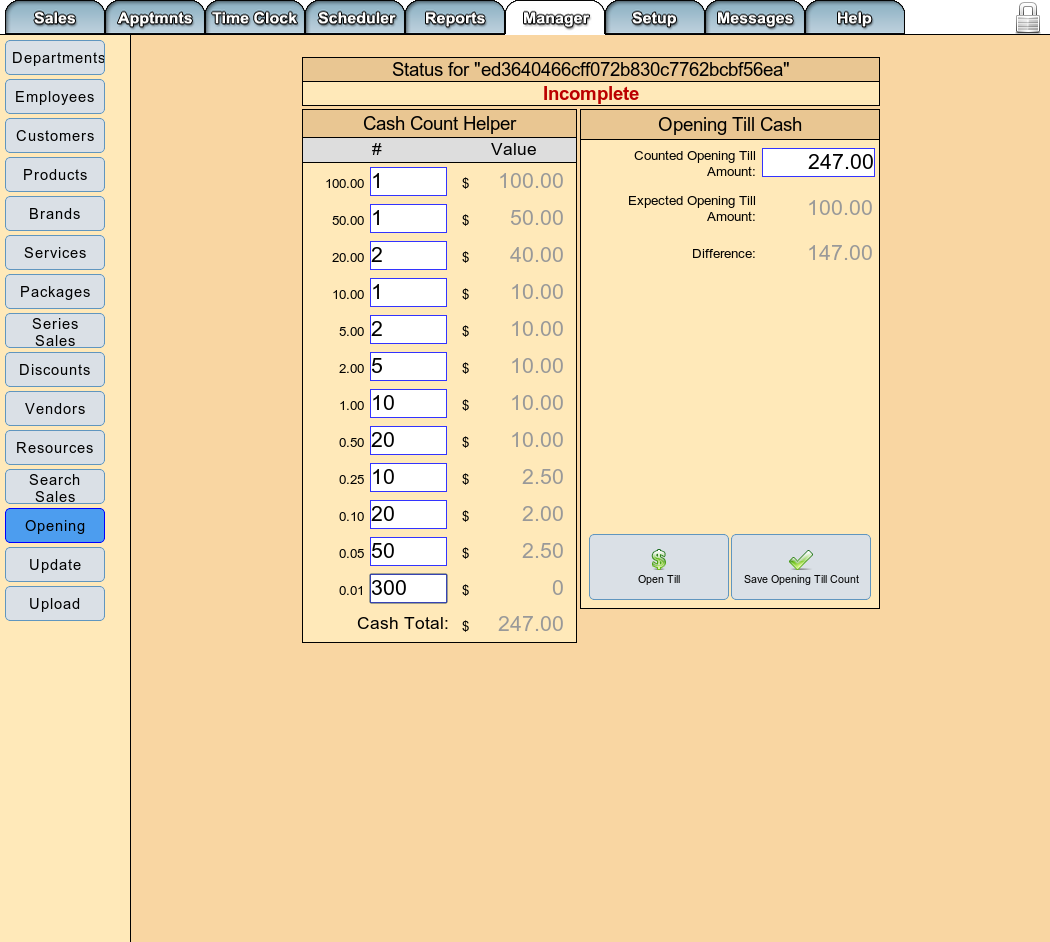 Sales Apptmnts Time Clock Scheduler Reports Manager Setup Messages Help
Departments
Employees
Customers
Products
Brands
Services
Packages
Series
Sales
Discounts
Vendors
Resources
Search
Sales
Opening
Update
Upload
Status for "ed3640466cff072b830c7762bcbf56ea"
Incomplete
Cash Count Helper
# Value
100.00 1 $ 100.00
50.00 1 $ 50.00
20.00 2 $ 40.00
10.00 1 $ 10.00
5.00 2 $ 10.00
2.00 5 $ 10.00
1.00 10 $ 10.00
0.50 20 $ 10.00
0.25 10 $ 2.50
0.10 20 $ 2.00
0.05 50 $ 2.50
0.01 300 $ 0
Cash Total: $ 247.00
Opening Till Cash
Counted Opening Till
Amount: 247.00
Expected Opening Till
Amount: 100.00
Difference: 147.00
Open Till
Save Opening Till Count